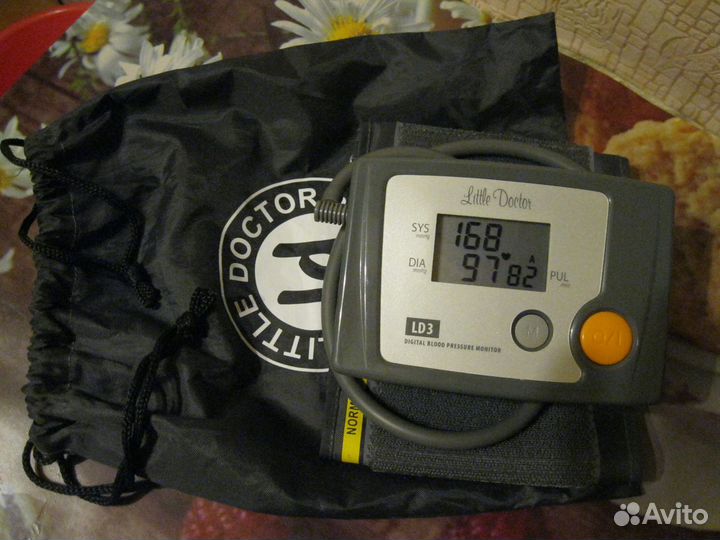 LITTLE DOCTOR
Little Doctor
SYS
mmHg
168
DIA
mmHg
97 82 A
PUL
/min
LD3
M
O/I
DIGITAL BLOOD PRESSURE MONITOR
NORM
Avito